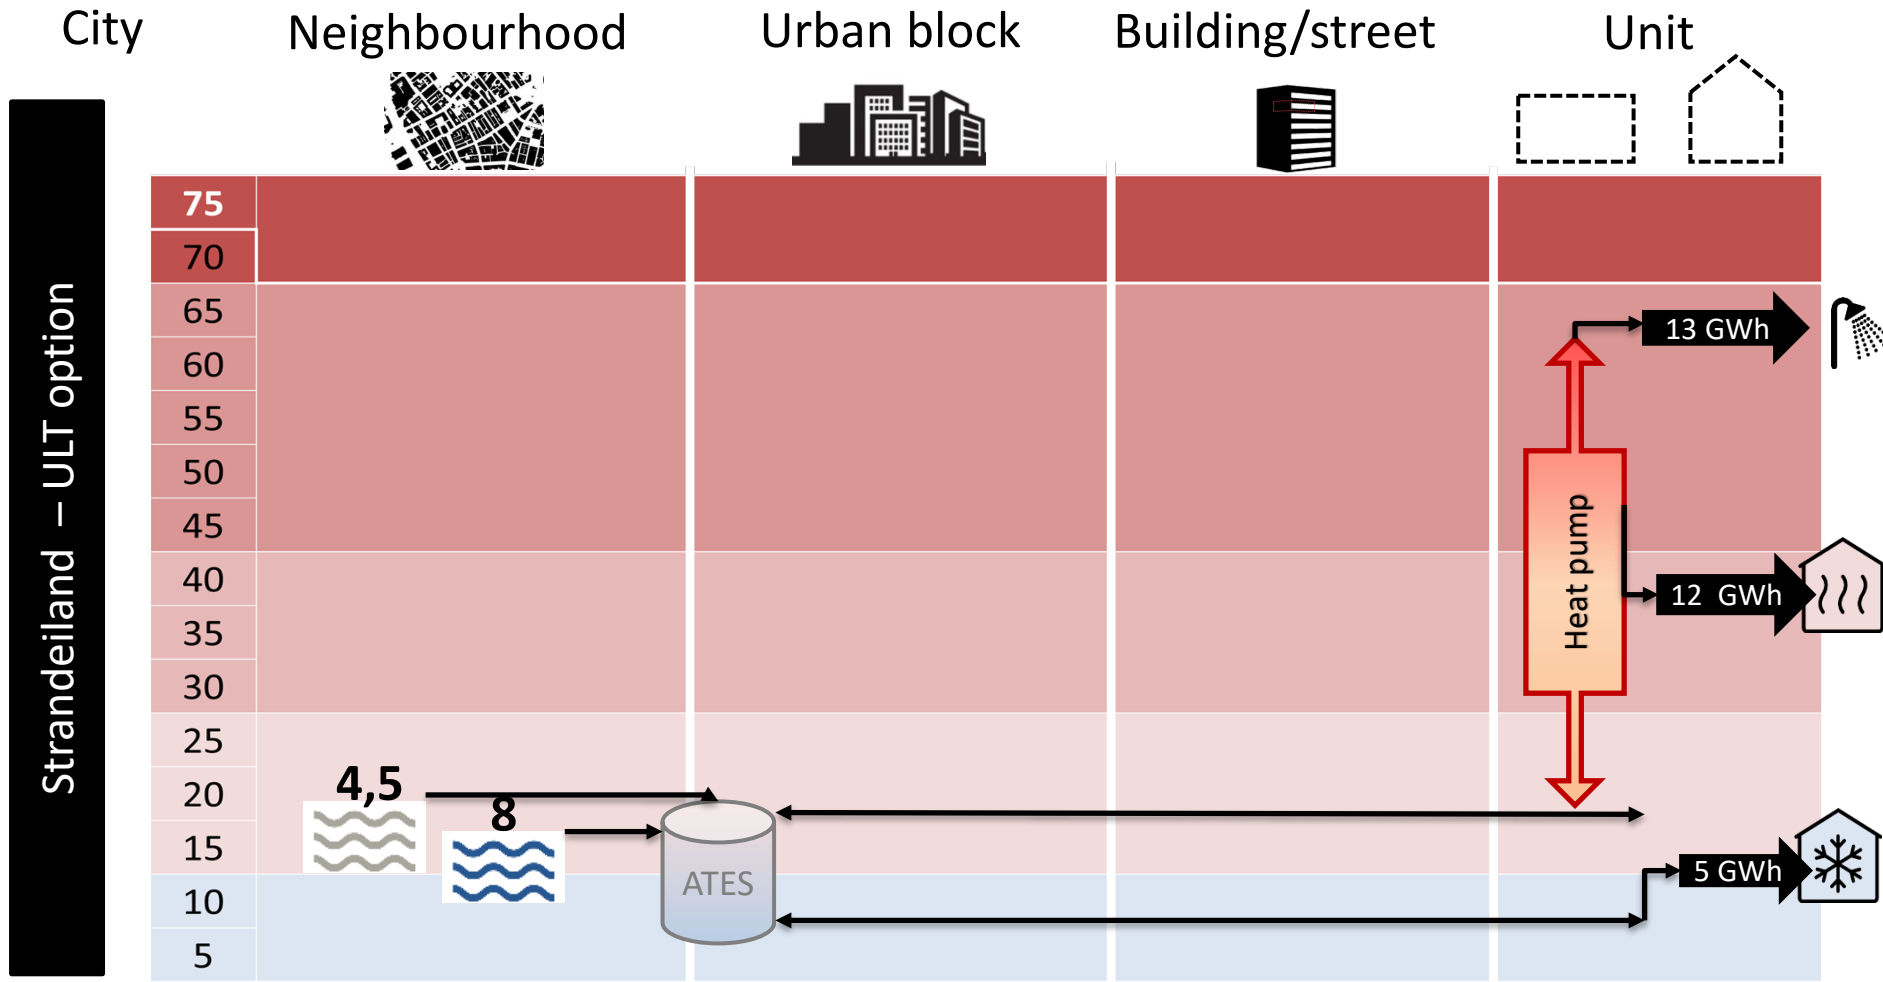 City
Neighbourhood
Urban block
Building/street
Unit
Strandeiland – ULT option
75
70
65
60
55
50
45
40
35
30
25
20
15
10
5
13 GWh
Heat pump
12 GWh
4,5
8
ATES
5 GWh